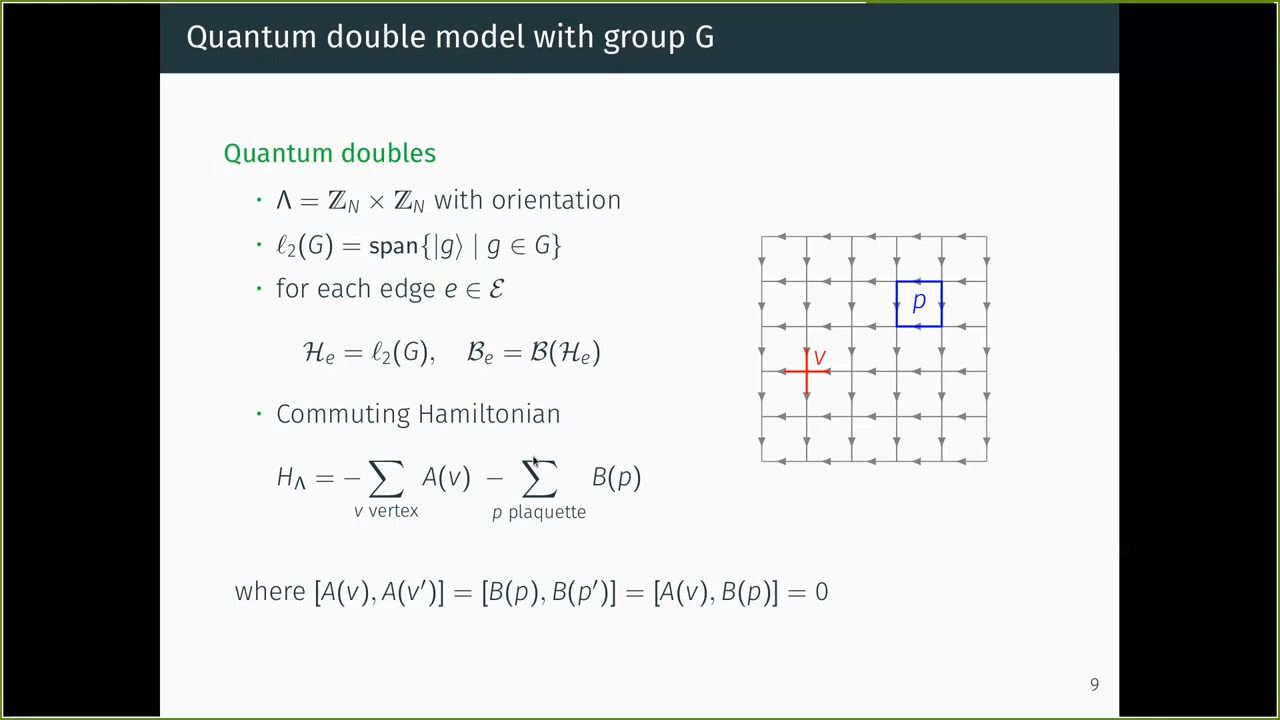 Quantum double model with group G
Quantum doubles
· Λ = ℤ_N × ℤ_N with orientation
· ℓ₂(G) = span{|g⟩ | g ∈ G}
· for each edge e ∈ ℰ
ℋ_e = ℓ₂(G), ℬ_e = ℬ(ℋ_e)
· Commuting Hamiltonian
H_Λ = − ∑_{v vertex} A(v) − ∑_{p plaquette} B(p)
where [A(v), A(v′)] = [B(p), B(p′)] = [A(v), B(p)] = 0
p
v
9